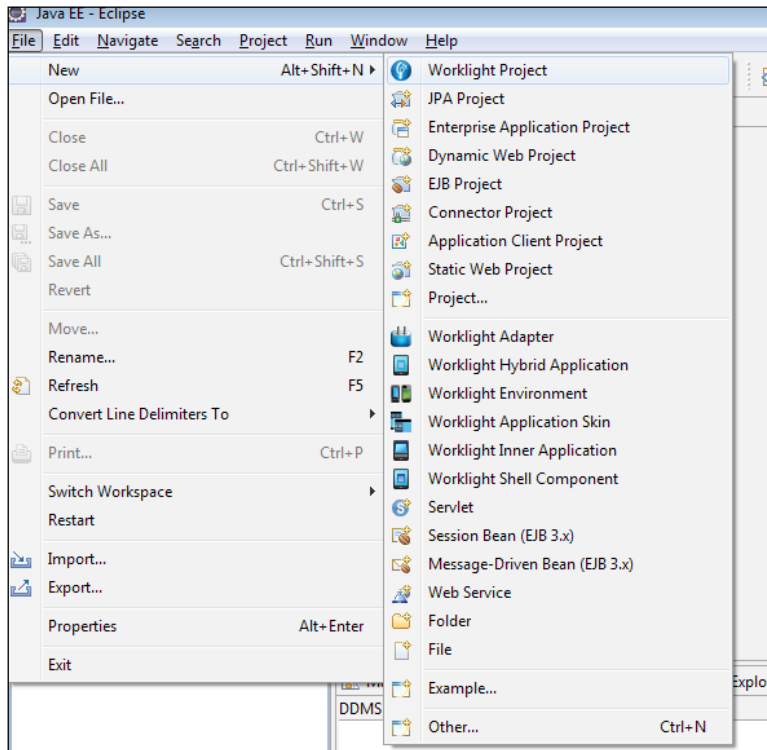 Java EE - Eclipse
File Edit Navigate Search Project Run Window Help
New Alt+Shift+N
Open File...
Close Ctrl+W
Close All Ctrl+Shift+W
Save Ctrl+S
Save As...
Save All Ctrl+Shift+S
Revert
Move...
Rename... F2
Refresh F5
Convert Line Delimiters To
Print... Ctrl+P
Switch Workspace
Restart
Import...
Export...
Properties Alt+Enter
Exit
Worklight Project
JPA Project
Enterprise Application Project
Dynamic Web Project
EJB Project
Connector Project
Application Client Project
Static Web Project
Project...
Worklight Adapter
Worklight Hybrid Application
Worklight Environment
Worklight Application Skin
Worklight Inner Application
Worklight Shell Component
Servlet
Session Bean (EJB 3.x)
Message-Driven Bean (EJB 3.x)
Web Service
Folder
File
Example...
Other... Ctrl+N
Explo
DDMS